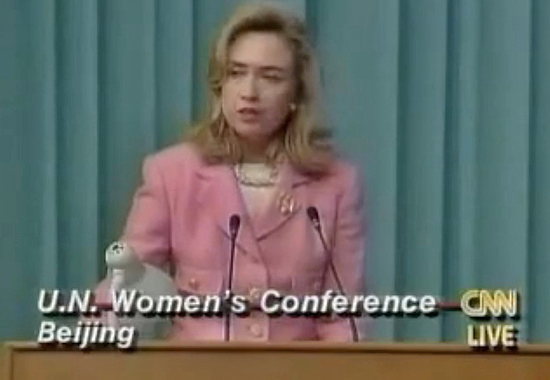 U.N. Women's Conference
Beijing
CNN
LIVE